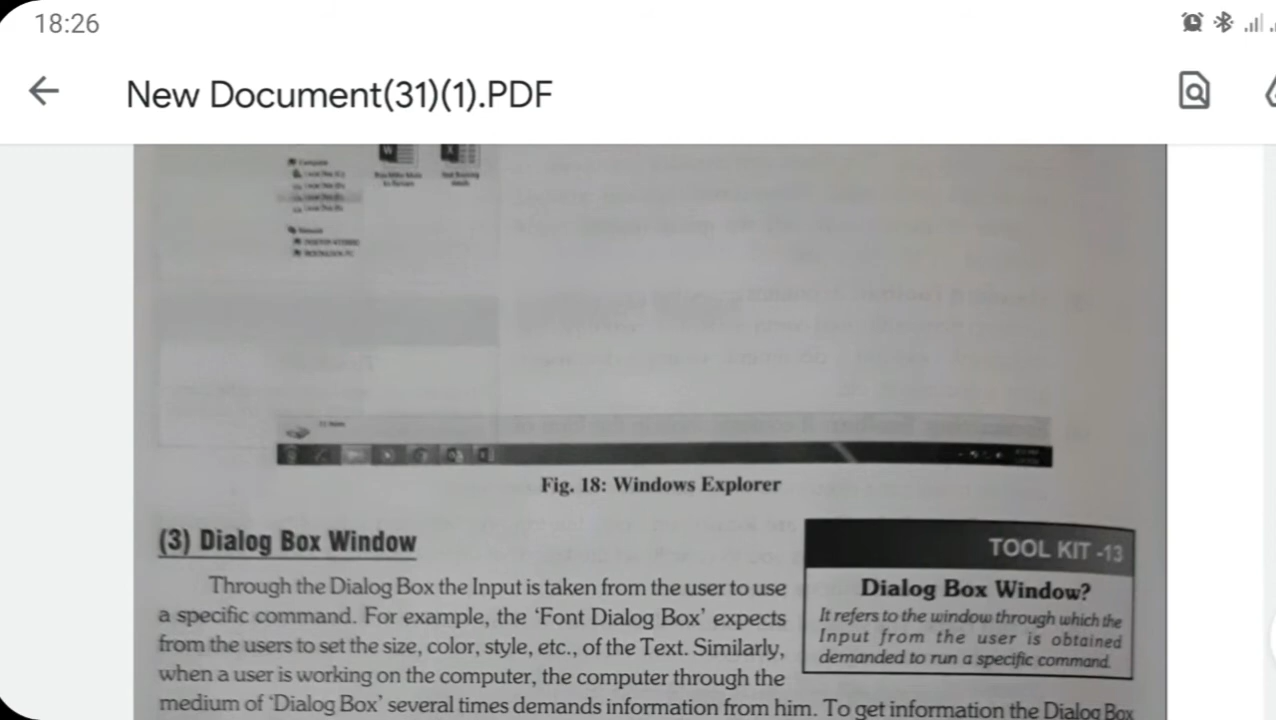 18:26
New Document(31)(1).PDF
Fig. 18: Windows Explorer
(3) Dialog Box Window
Through the Dialog Box the Input is taken from the user to use
a specific command. For example, the ‘Font Dialog Box’ expects
from the users to set the size, color, style, etc., of the Text. Similarly,
when a user is working on the computer, the computer through the
medium of ‘Dialog Box’ several times demands information from him. To get information the Dialog Box
TOOL KIT -13
Dialog Box Window?
It refers to the window through which the
Input from the user is obtained
demanded to run a specific command.